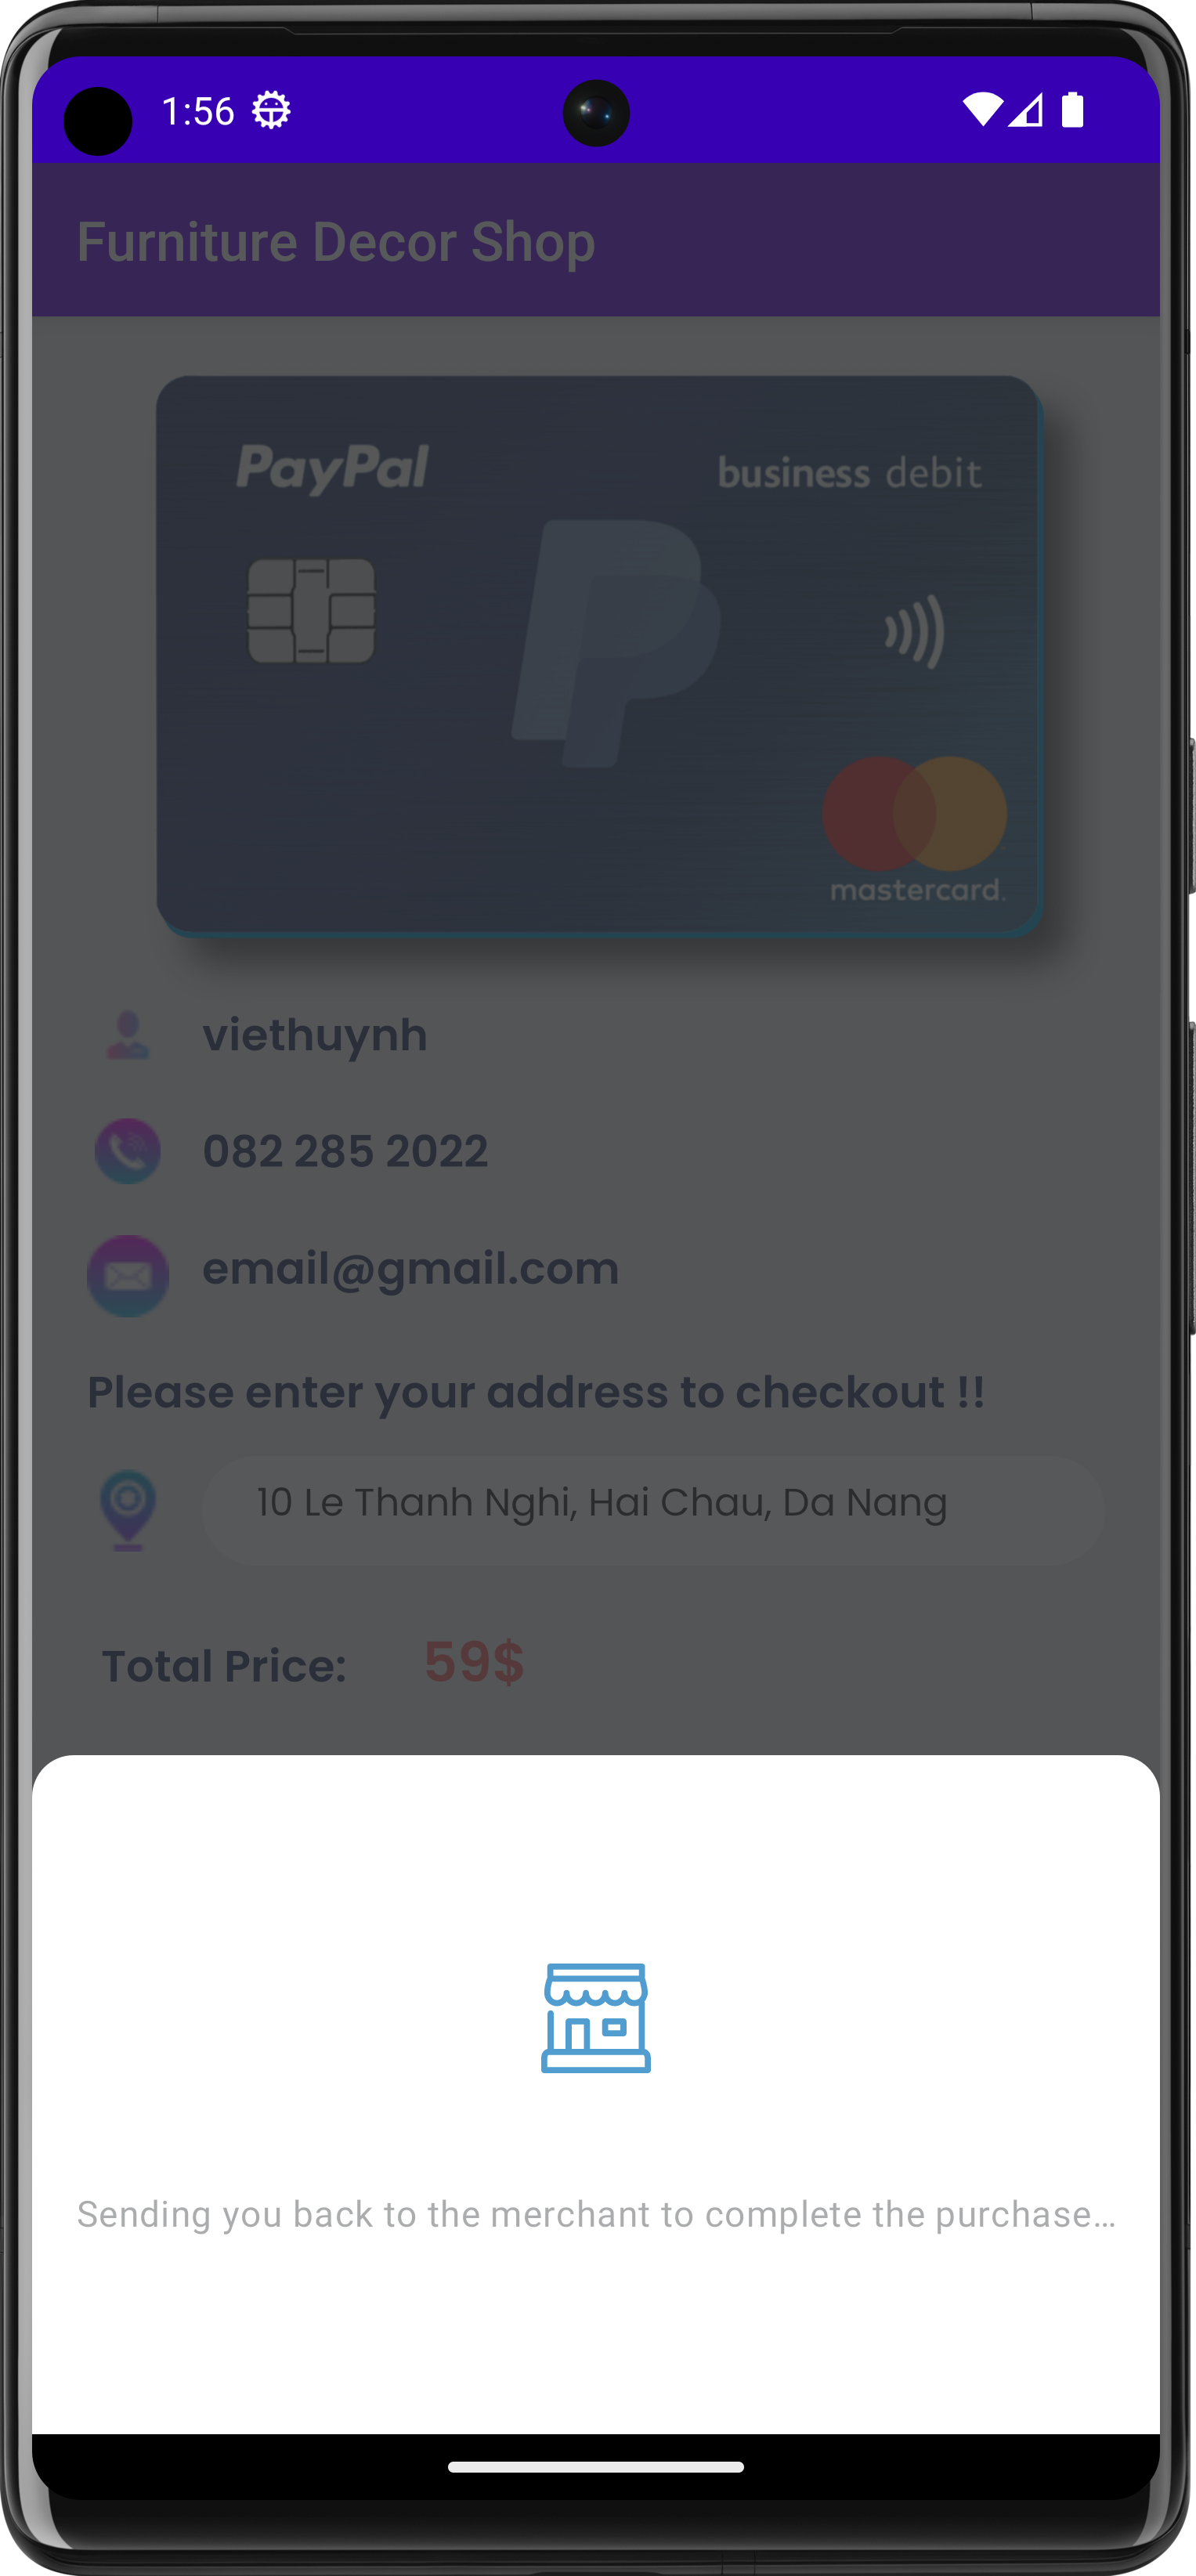 1:56
Furniture Decor Shop
PayPal business debit
mastercard.
viethuynh
082 285 2022
email@gmail.com
Please enter your address to checkout !!
10 Le Thanh Nghi, Hai Chau, Da Nang
Total Price: 59$
Sending you back to the merchant to complete the purchase...